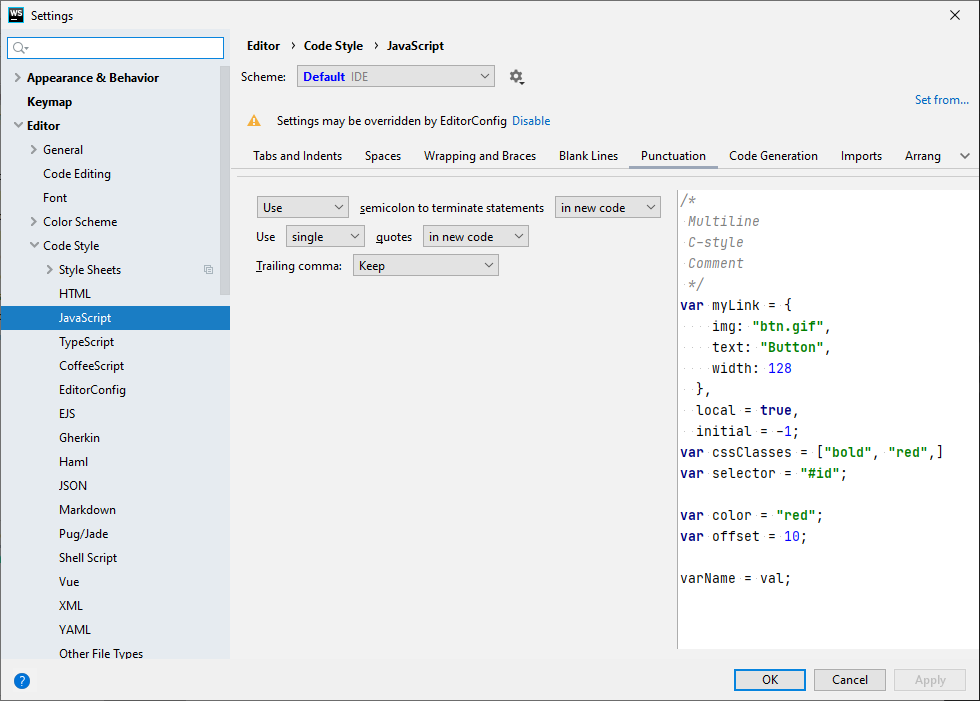 WS Settings
Appearance & Behavior
Keymap
Editor
General
Code Editing
Font
Color Scheme
Code Style
Style Sheets
HTML
JavaScript
TypeScript
CoffeeScript
EditorConfig
EJS
Gherkin
Haml
JSON
Markdown
Pug/Jade
Shell Script
Vue
XML
YAML
Other File Types
?
Editor › Code Style › JavaScript
Scheme: Default IDE
Set from...
Settings may be overridden by EditorConfig Disable
Tabs and Indents Spaces Wrapping and Braces Blank Lines Punctuation Code Generation Imports Arrang
Use semicolon to terminate statements in new code
Use single quotes in new code
Trailing comma: Keep
/*
Multiline
C-style
Comment
*/
var myLink = {
img: "btn.gif",
text: "Button",
width: 128
},
local = true,
initial = -1;
var cssClasses = ["bold", "red",]
var selector = "#id";
var color = "red";
var offset = 10;
varName = val;
OK Cancel Apply